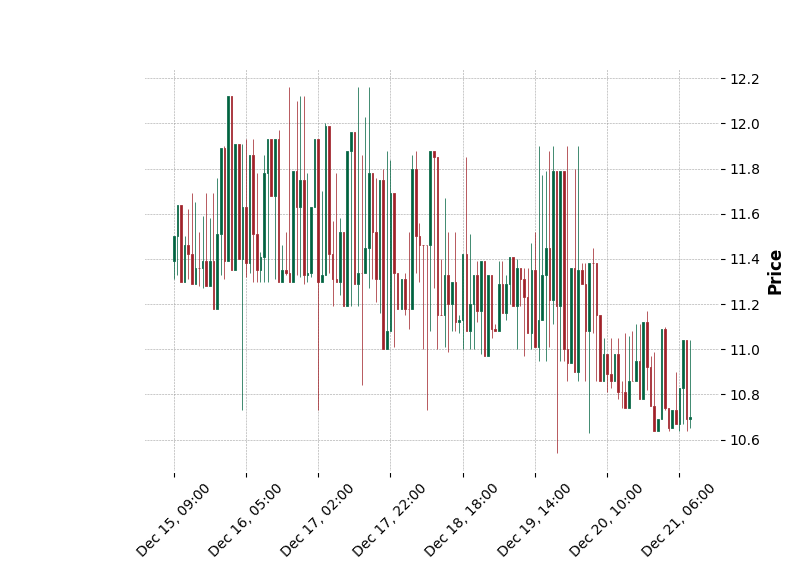 12.2
12.0
11.8
11.6
11.4
11.2
11.0
10.8
10.6
Price
Dec 15, 09:00
Dec 16, 05:00
Dec 17, 02:00
Dec 17, 22:00
Dec 18, 18:00
Dec 19, 14:00
Dec 20, 10:00
Dec 21, 06:00